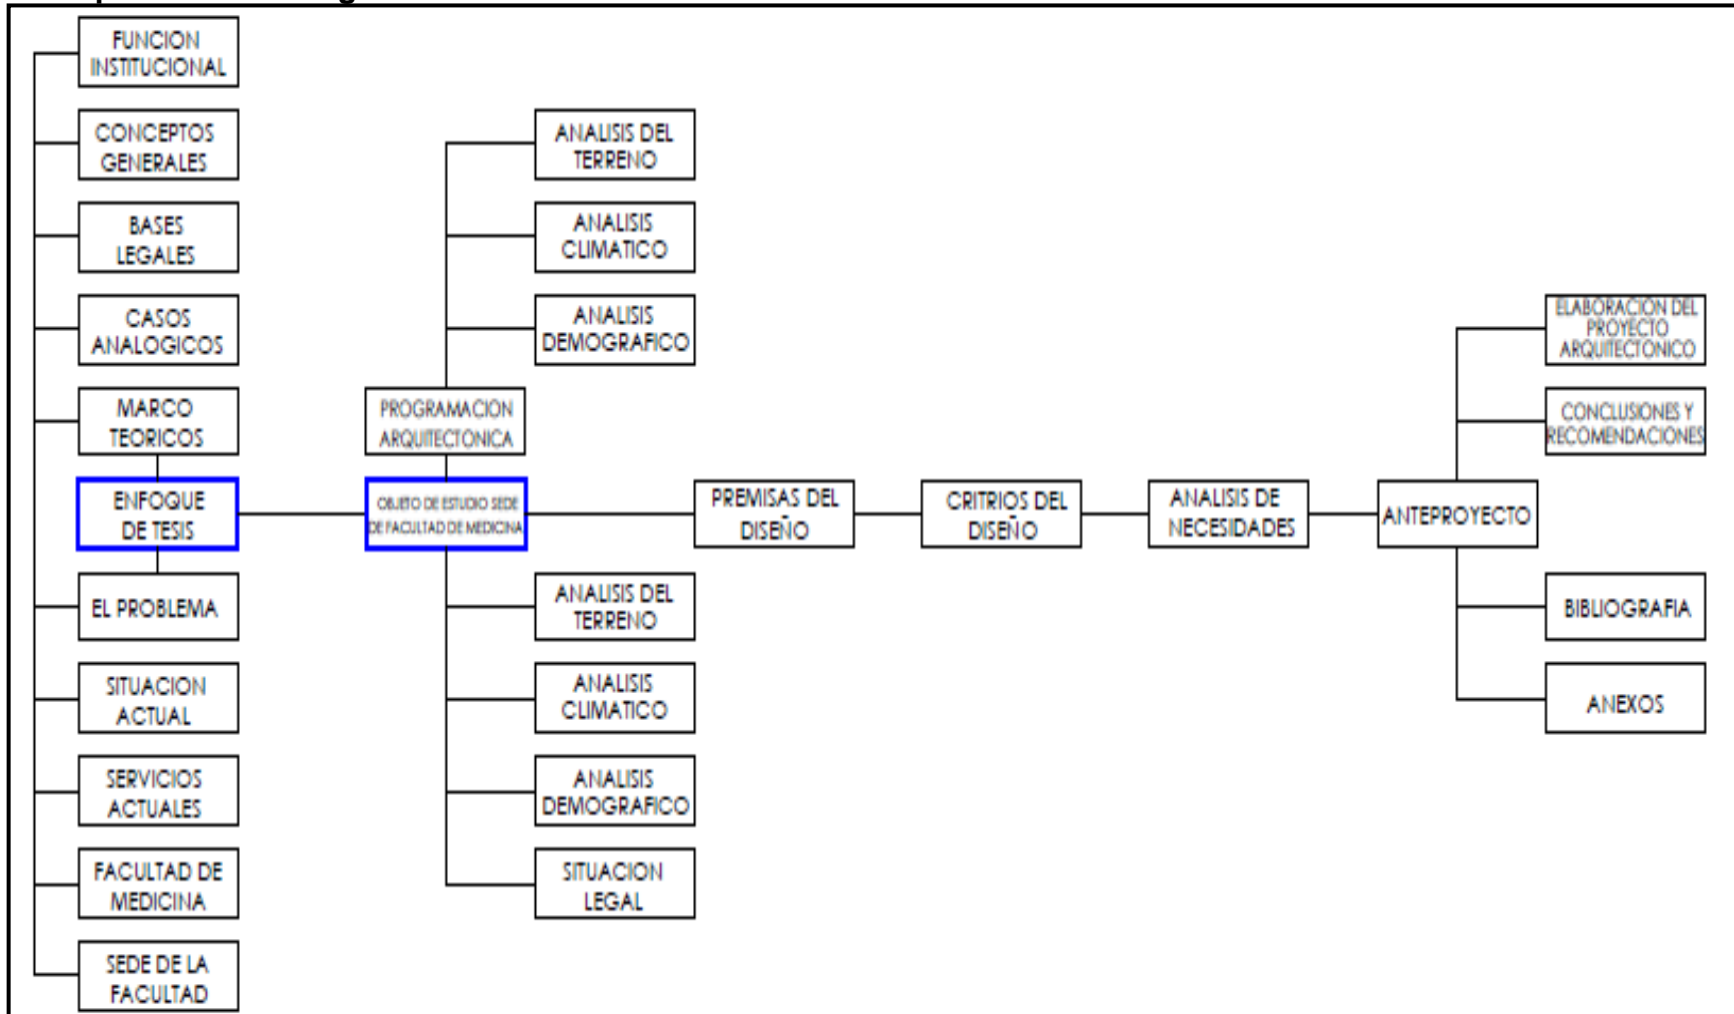 FUNCION
INSTITUCIONAL
CONCEPTOS
GENERALES
BASES
LEGALES
CASOS
ANALOGICOS
MARCO
TEORICOS
ENFOQUE
DE TESIS
EL PROBLEMA
SITUACION
ACTUAL
SERVICIOS
ACTUALES
FACULTAD DE
MEDICINA
SEDE DE LA
FACULTAD
ANALISIS DEL
TERRENO
ANALISIS
CLIMATICO
ANALISIS
DEMOGRAFICO
PROGRAMACION
ARQUITECTONICA
OBJETO DE ESTUDIO SEDE
DE FACULTAD DE MEDICINA
ANALISIS DEL
TERRENO
ANALISIS
CLIMATICO
ANALISIS
DEMOGRAFICO
SITUACION
LEGAL
PREMISAS DEL
DISEÑO
CRITRIOS DEL
DISEÑO
ANALISIS DE
NECESIDADES
ANTEPROYECTO
ELABORACION DEL
PROYECTO
ARQUITECTONICO
CONCLUSIONES Y
RECOMENDACIONES
BIBLIOGRAFIA
ANEXOS